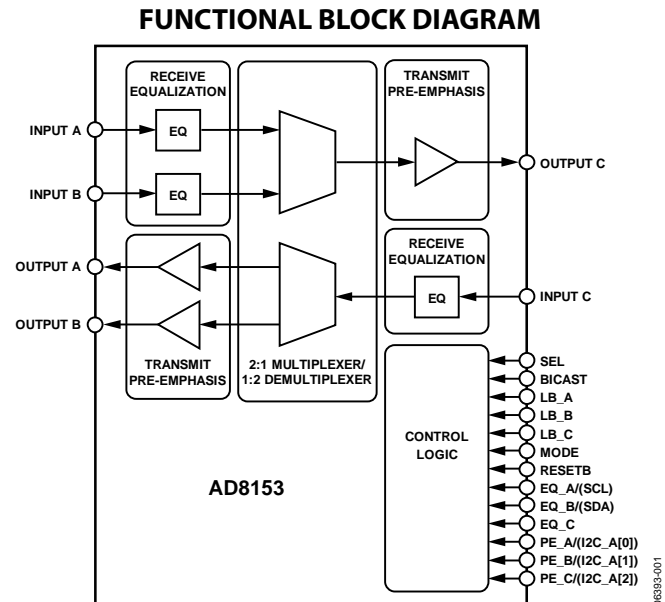 FUNCTIONAL BLOCK DIAGRAM
RECEIVE
EQUALIZATION
TRANSMIT
PRE-EMPHASIS
INPUT A
EQ
OUTPUT C
INPUT B
EQ
RECEIVE
EQUALIZATION
OUTPUT A
EQ
INPUT C
OUTPUT B
TRANSMIT
PRE-EMPHASIS
2:1 MULTIPLEXER/
1:2 DEMULTIPLEXER
CONTROL
LOGIC
SEL
BICAST
LB_A
LB_B
LB_C
MODE
RESETB
EQ_A/(SCL)
EQ_B/(SDA)
EQ_C
PE_A/(I2C_A[0])
PE_B/(I2C_A[1])
PE_C/(I2C_A[2])
AD8153
06393-001